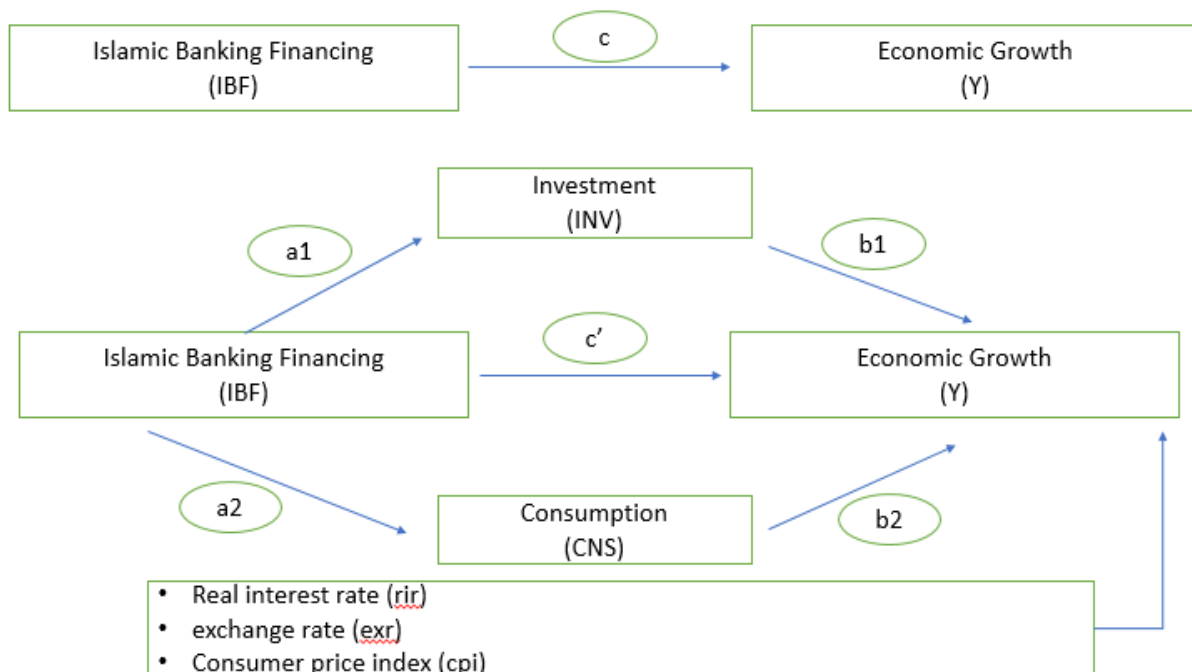 c
Islamic Banking Financing
(IBF)
Economic Growth
(Y)
Investment
(INV)
a1
b1
c’
Islamic Banking Financing
(IBF)
Economic Growth
(Y)
a2
Consumption
(CNS)
b2
• Real interest rate (rir)
• exchange rate (exr)
• Consumer price index (cpi)